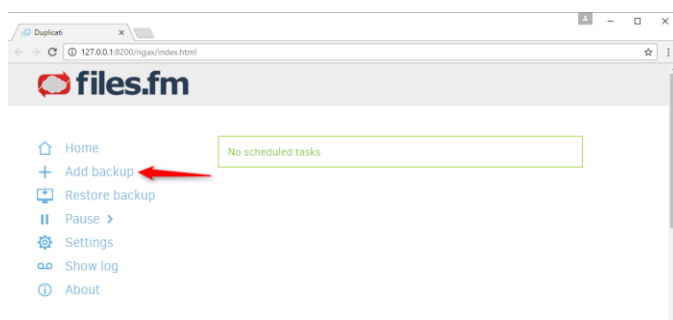 Duplicati
127.0.0.1:8200/ngax/index.html
files.fm
Home
Add backup
No scheduled tasks
Restore backup
Pause >
Settings
Show log
About